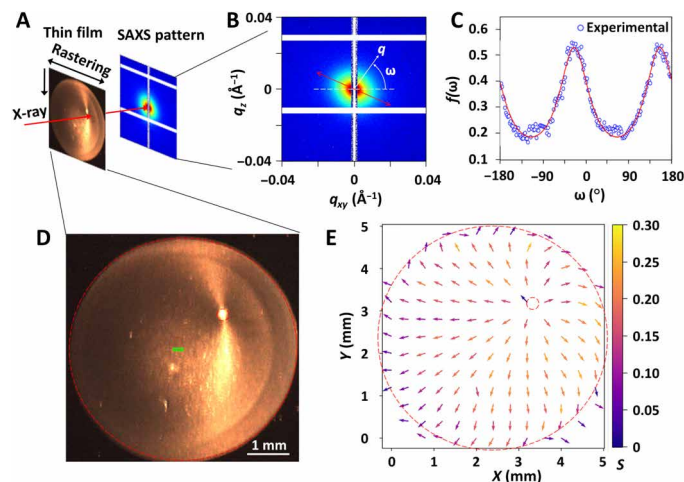 A
Thin film
Rastering
X-ray
SAXS pattern
B
0.04
0
−0.04
qz (Å⁻¹)
q
ω
−0.04
0
0.04
qxy (Å⁻¹)
C
Experimental
0.6
0.5
0.4
0.3
0.2
0.1
f(ω)
−180
−90
0
90
180
ω (°)
D
1 mm
E
5
4
3
2
1
0
Y (mm)
0
1
2
3
4
5
X (mm)
0.30
0.25
0.20
0.15
0.10
0.05
0
S